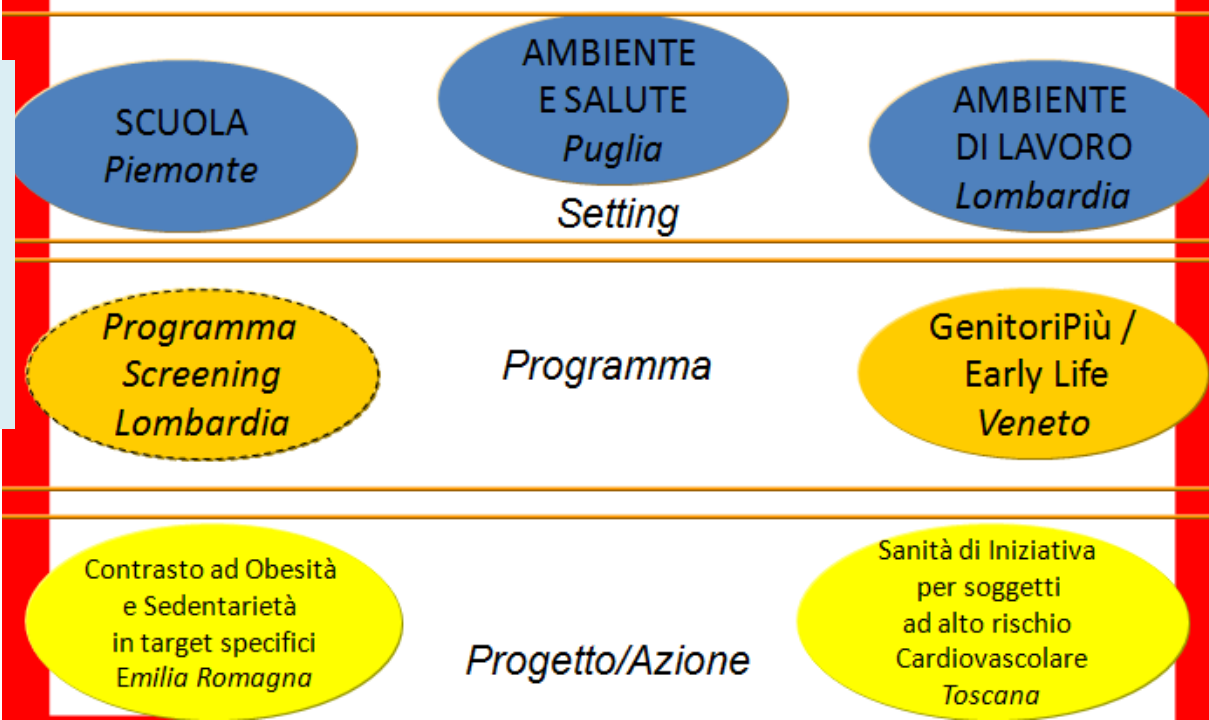 SCUOLA
Piemonte
AMBIENTE
E SALUTE
Puglia
AMBIENTE
DI LAVORO
Lombardia
Setting
Programma
Screening
Lombardia
Programma
GenitoriPiù /
Early Life
Veneto
Contrasto ad Obesità
e Sedentarietà
in target specifici
Emilia Romagna
Progetto/Azione
Sanità di Iniziativa
per soggetti
ad alto rischio
Cardiovascolare
Toscana